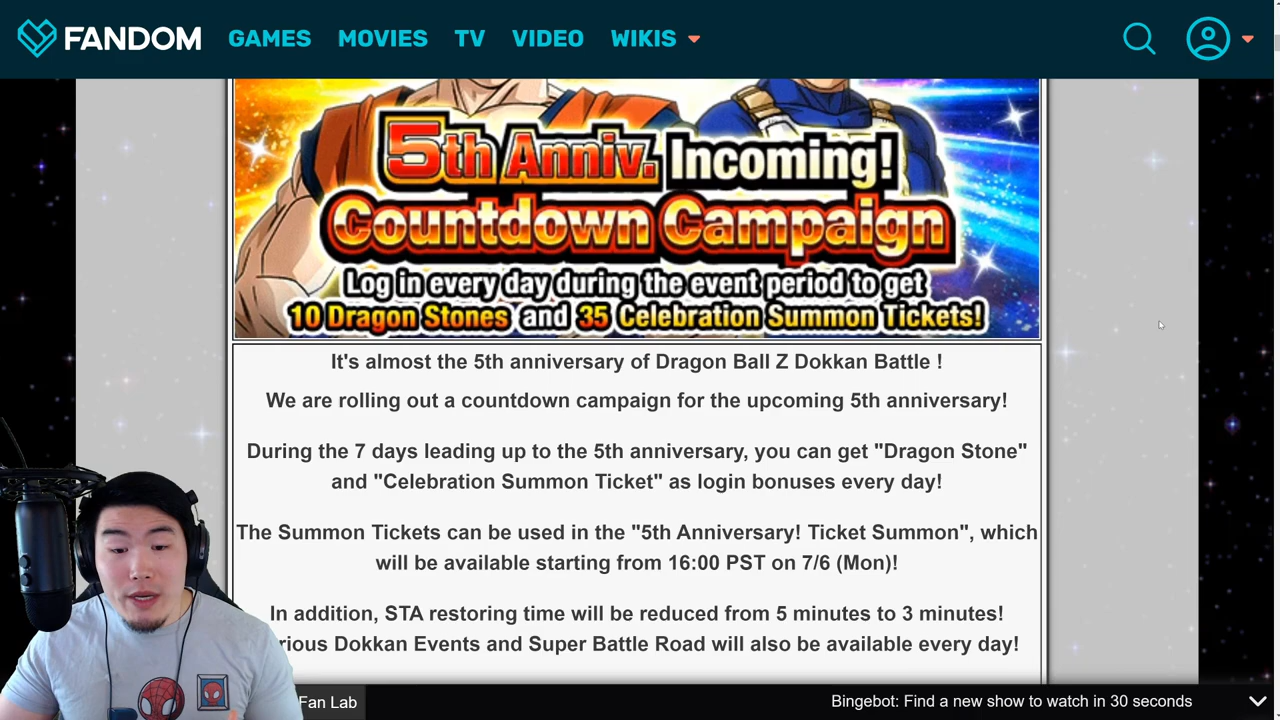 FANDOM GAMES MOVIES TV VIDEO WIKIS
5th Anniv. Incoming!
Countdown Campaign
Log in every day during the event period to get
10 Dragon Stones and 35 Celebration Summon Tickets!
It's almost the 5th anniversary of Dragon Ball Z Dokkan Battle !
We are rolling out a countdown campaign for the upcoming 5th anniversary!
During the 7 days leading up to the 5th anniversary, you can get "Dragon Stone"
and "Celebration Summon Ticket" as login bonuses every day!
The Summon Tickets can be used in the "5th Anniversary! Ticket Summon", which
will be available starting from 16:00 PST on 7/6 (Mon)!
In addition, STA restoring time will be reduced from 5 minutes to 3 minutes!
Dokkan Events and Super Battle Road will also be available every day!
Fan Lab
Bingebot: Find a new show to watch in 30 seconds